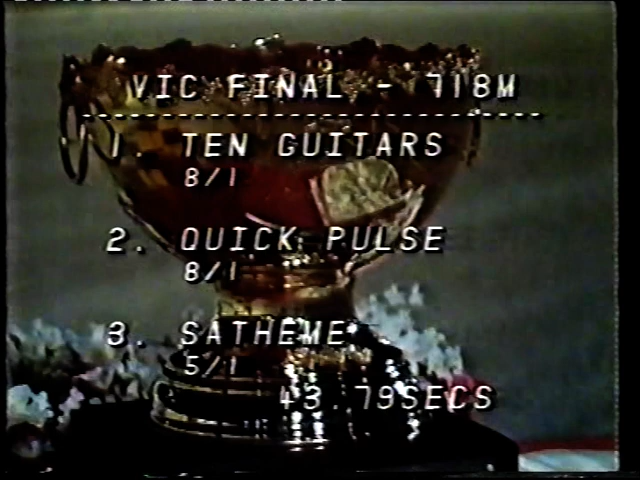 VIC FINAL - 718M
1. TEN GUITARS
8/1
2. QUICK PULSE
8/1
3. SATHEME
5/1
43.79SECS